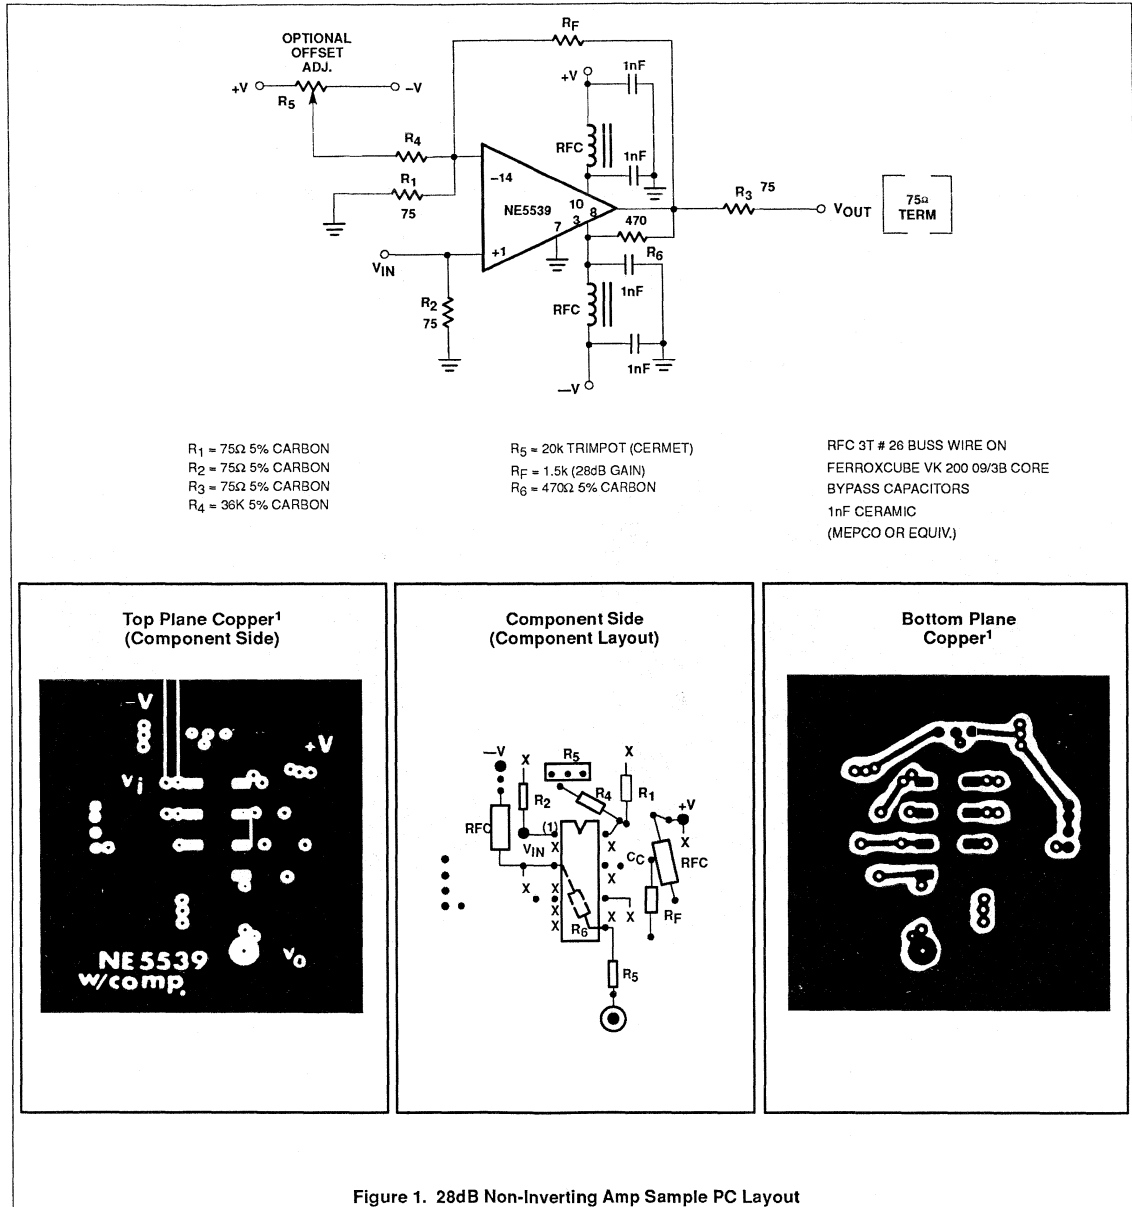 OPTIONAL
OFFSET
ADJ.
+V
R5
–V
RF
R4
R1
75
VIN
R2
75
–14
NE5539
+1
7
3
8
10
+V
1nF
RFC
1nF
470
R6
1nF
RFC
1nF
—V
R3
75
VOUT
75Ω
TERM
R1 = 75Ω 5% CARBON
R2 = 75Ω 5% CARBON
R3 = 75Ω 5% CARBON
R4 = 36K 5% CARBON
R5 = 20k TRIMPOT (CERMET)
RF = 1.5k (28dB GAIN)
R6 = 470Ω 5% CARBON
RFC 3T # 26 BUSS WIRE ON
FERROXCUBE VK 200 09/3B CORE
BYPASS CAPACITORS
1nF CERAMIC
(MEPCO OR EQUIV.)
Top Plane Copper1
(Component Side)
–V
+V
Vi
NE5539
w/comp.
Vo
Component Side
(Component Layout)
—V
X
R5
X
R2
R4
R1
+V
RFC
(1)
VIN
X
X
X
CC
RFC
X
X
X
X
X
X
X
X
RF
R6
R5
Bottom Plane
Copper1
Figure 1. 28dB Non-Inverting Amp Sample PC Layout